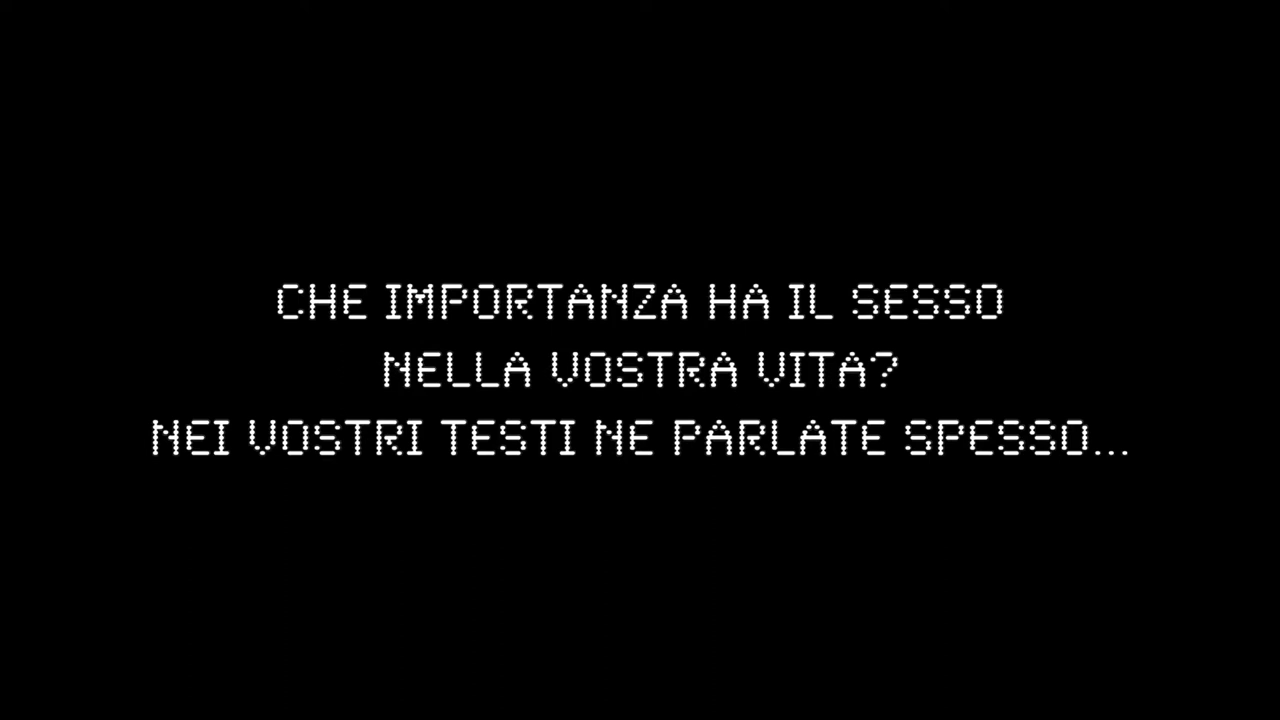 CHE IMPORTANZA HA IL SESSO
NELLA VOSTRA VITA?
NEI VOSTRI TESTI NE PARLATE SPESSO...